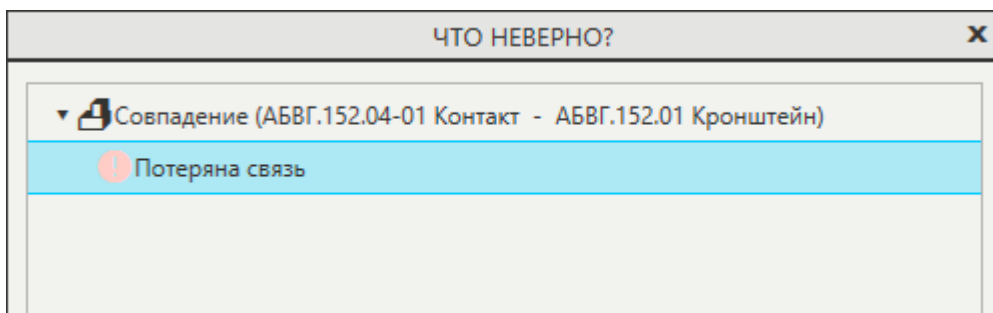 ЧТО НЕВЕРНО?
Совпадение (АБВГ.152.04-01 Контакт - АБВГ.152.01 Кронштейн)
Потеряна связь